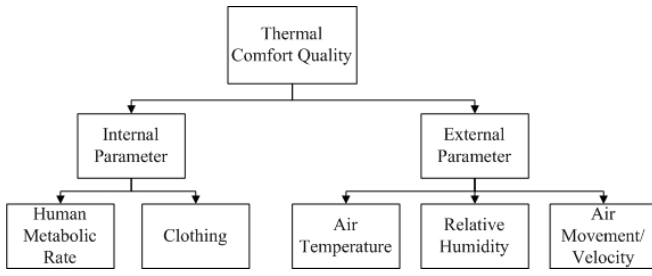 Thermal
Comfort Quality
Internal
Parameter
External
Parameter
Human
Metabolic
Rate
Clothing
Air
Temperature
Relative
Humidity
Air
Movement/
Velocity